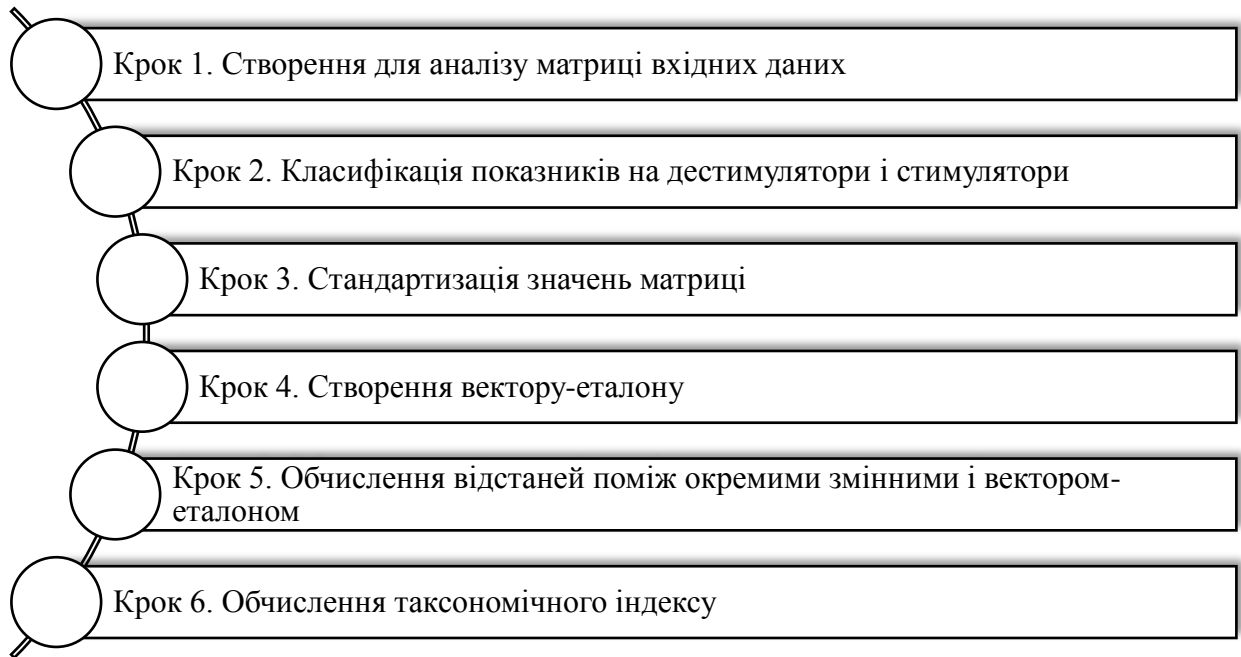 Крок 1. Створення для аналізу матриці вхідних даних
Крок 2. Класифікація показників на дестимулятори і стимулятори
Крок 3. Стандартизація значень матриці
Крок 4. Створення вектору-еталону
Крок 5. Обчислення відстаней поміж окремими змінними і вектором-
еталоном
Крок 6. Обчислення таксономічного індексу